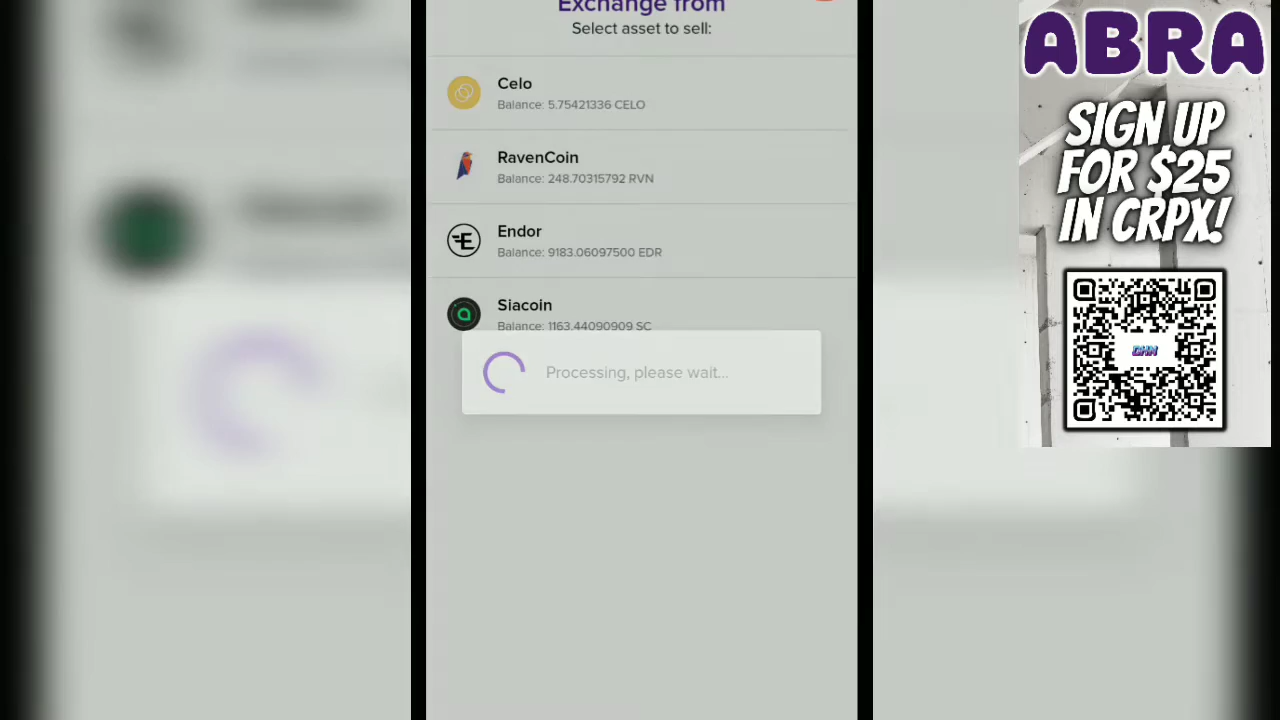 Exchange from
Select asset to sell:
Celo
Balance: 5.75421336 CELO
RavenCoin
Balance: 248.70315792 RVN
Endor
Balance: 9183.06097500 EDR
Siacoin
Balance: 1163.44090909 SC
Processing, please wait...
ABRA
SIGN UP
FOR $25
IN CRPX!